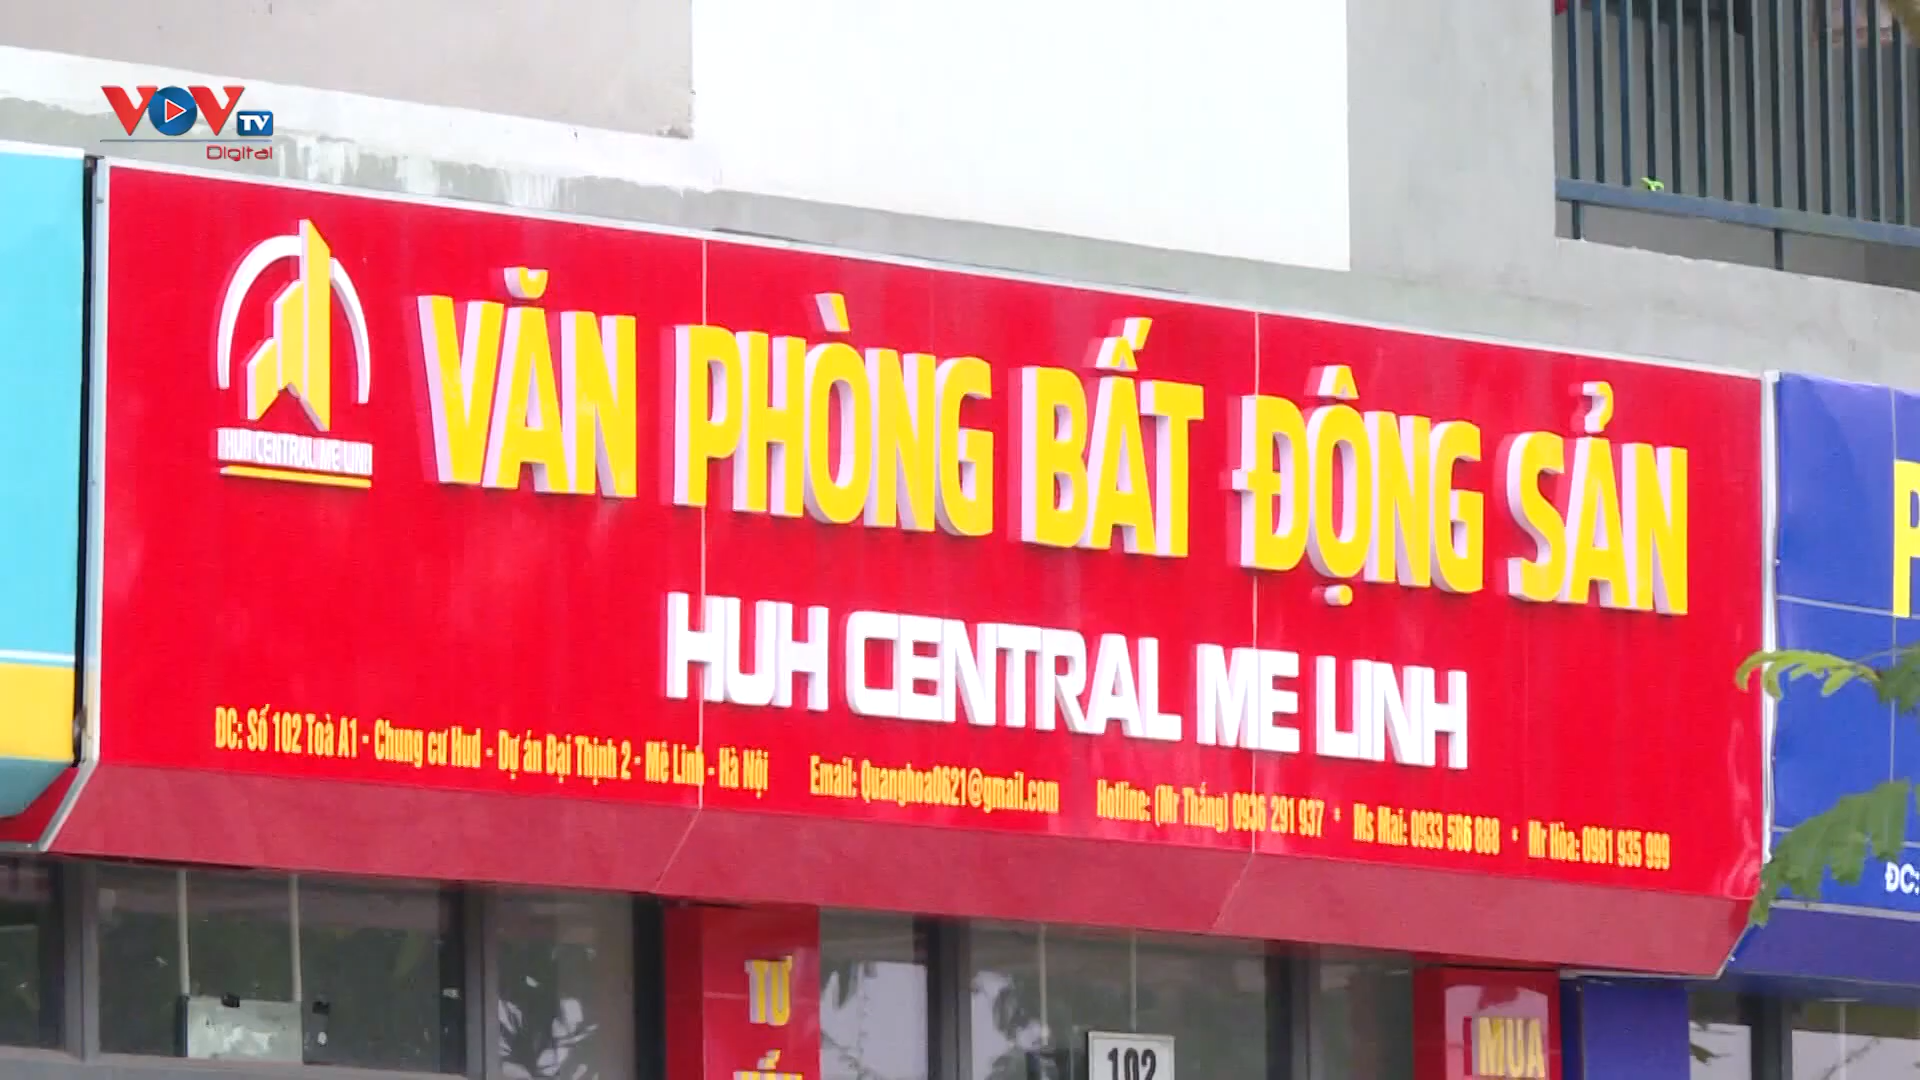 VOV TV
Digital
VĂN PHÒNG BẤT ĐỘNG SẢN
HUH CENTRAL ME LINH
HUH CENTRAL ME LINH
ĐC: Số 102 Toà A1 - Chung cư Hud - Dự án Đại Thịnh 2 - Mê Linh - Hà Nội Email: Quanghoa0621@gmail.com Hotline: (Mr Thắng) 0936 291 937 * Ms Mai: 0933 586 888 * Mr Hòa: 0981 935 999
ĐC:
TƯ
VẤN
102
MUA